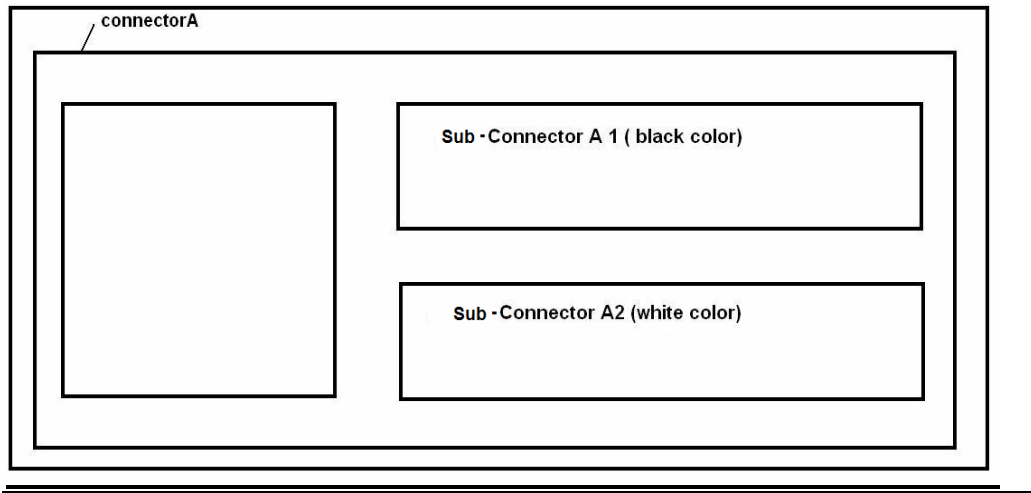 connectorA
Sub - Connector A 1 ( black color)
Sub - Connector A2 (white color)